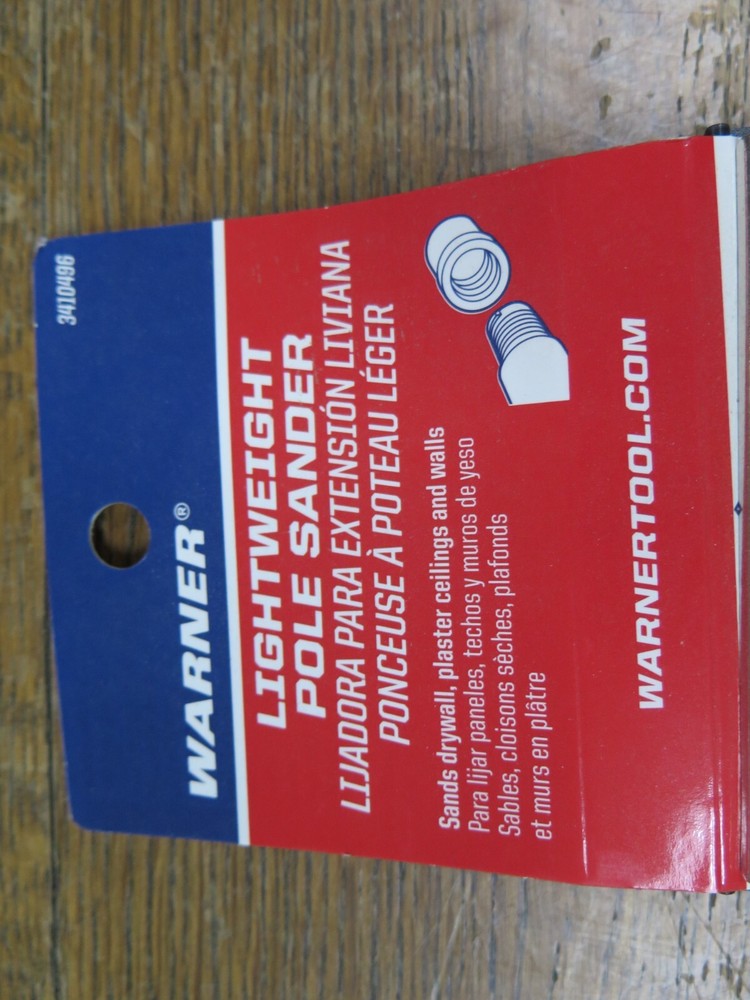 3410496
WARNER®
LIGHTWEIGHT
POLE SANDER
LIJADORA PARA EXTENSIÓN LIVIANA
PONCEUSE À POTEAU LÉGER
Sands drywall, plaster ceilings and walls
Para lijar paneles, techos y muros de yeso
Sables, cloisons sèches, plafonds
et murs en plâtre
WARNERTOOL.COM